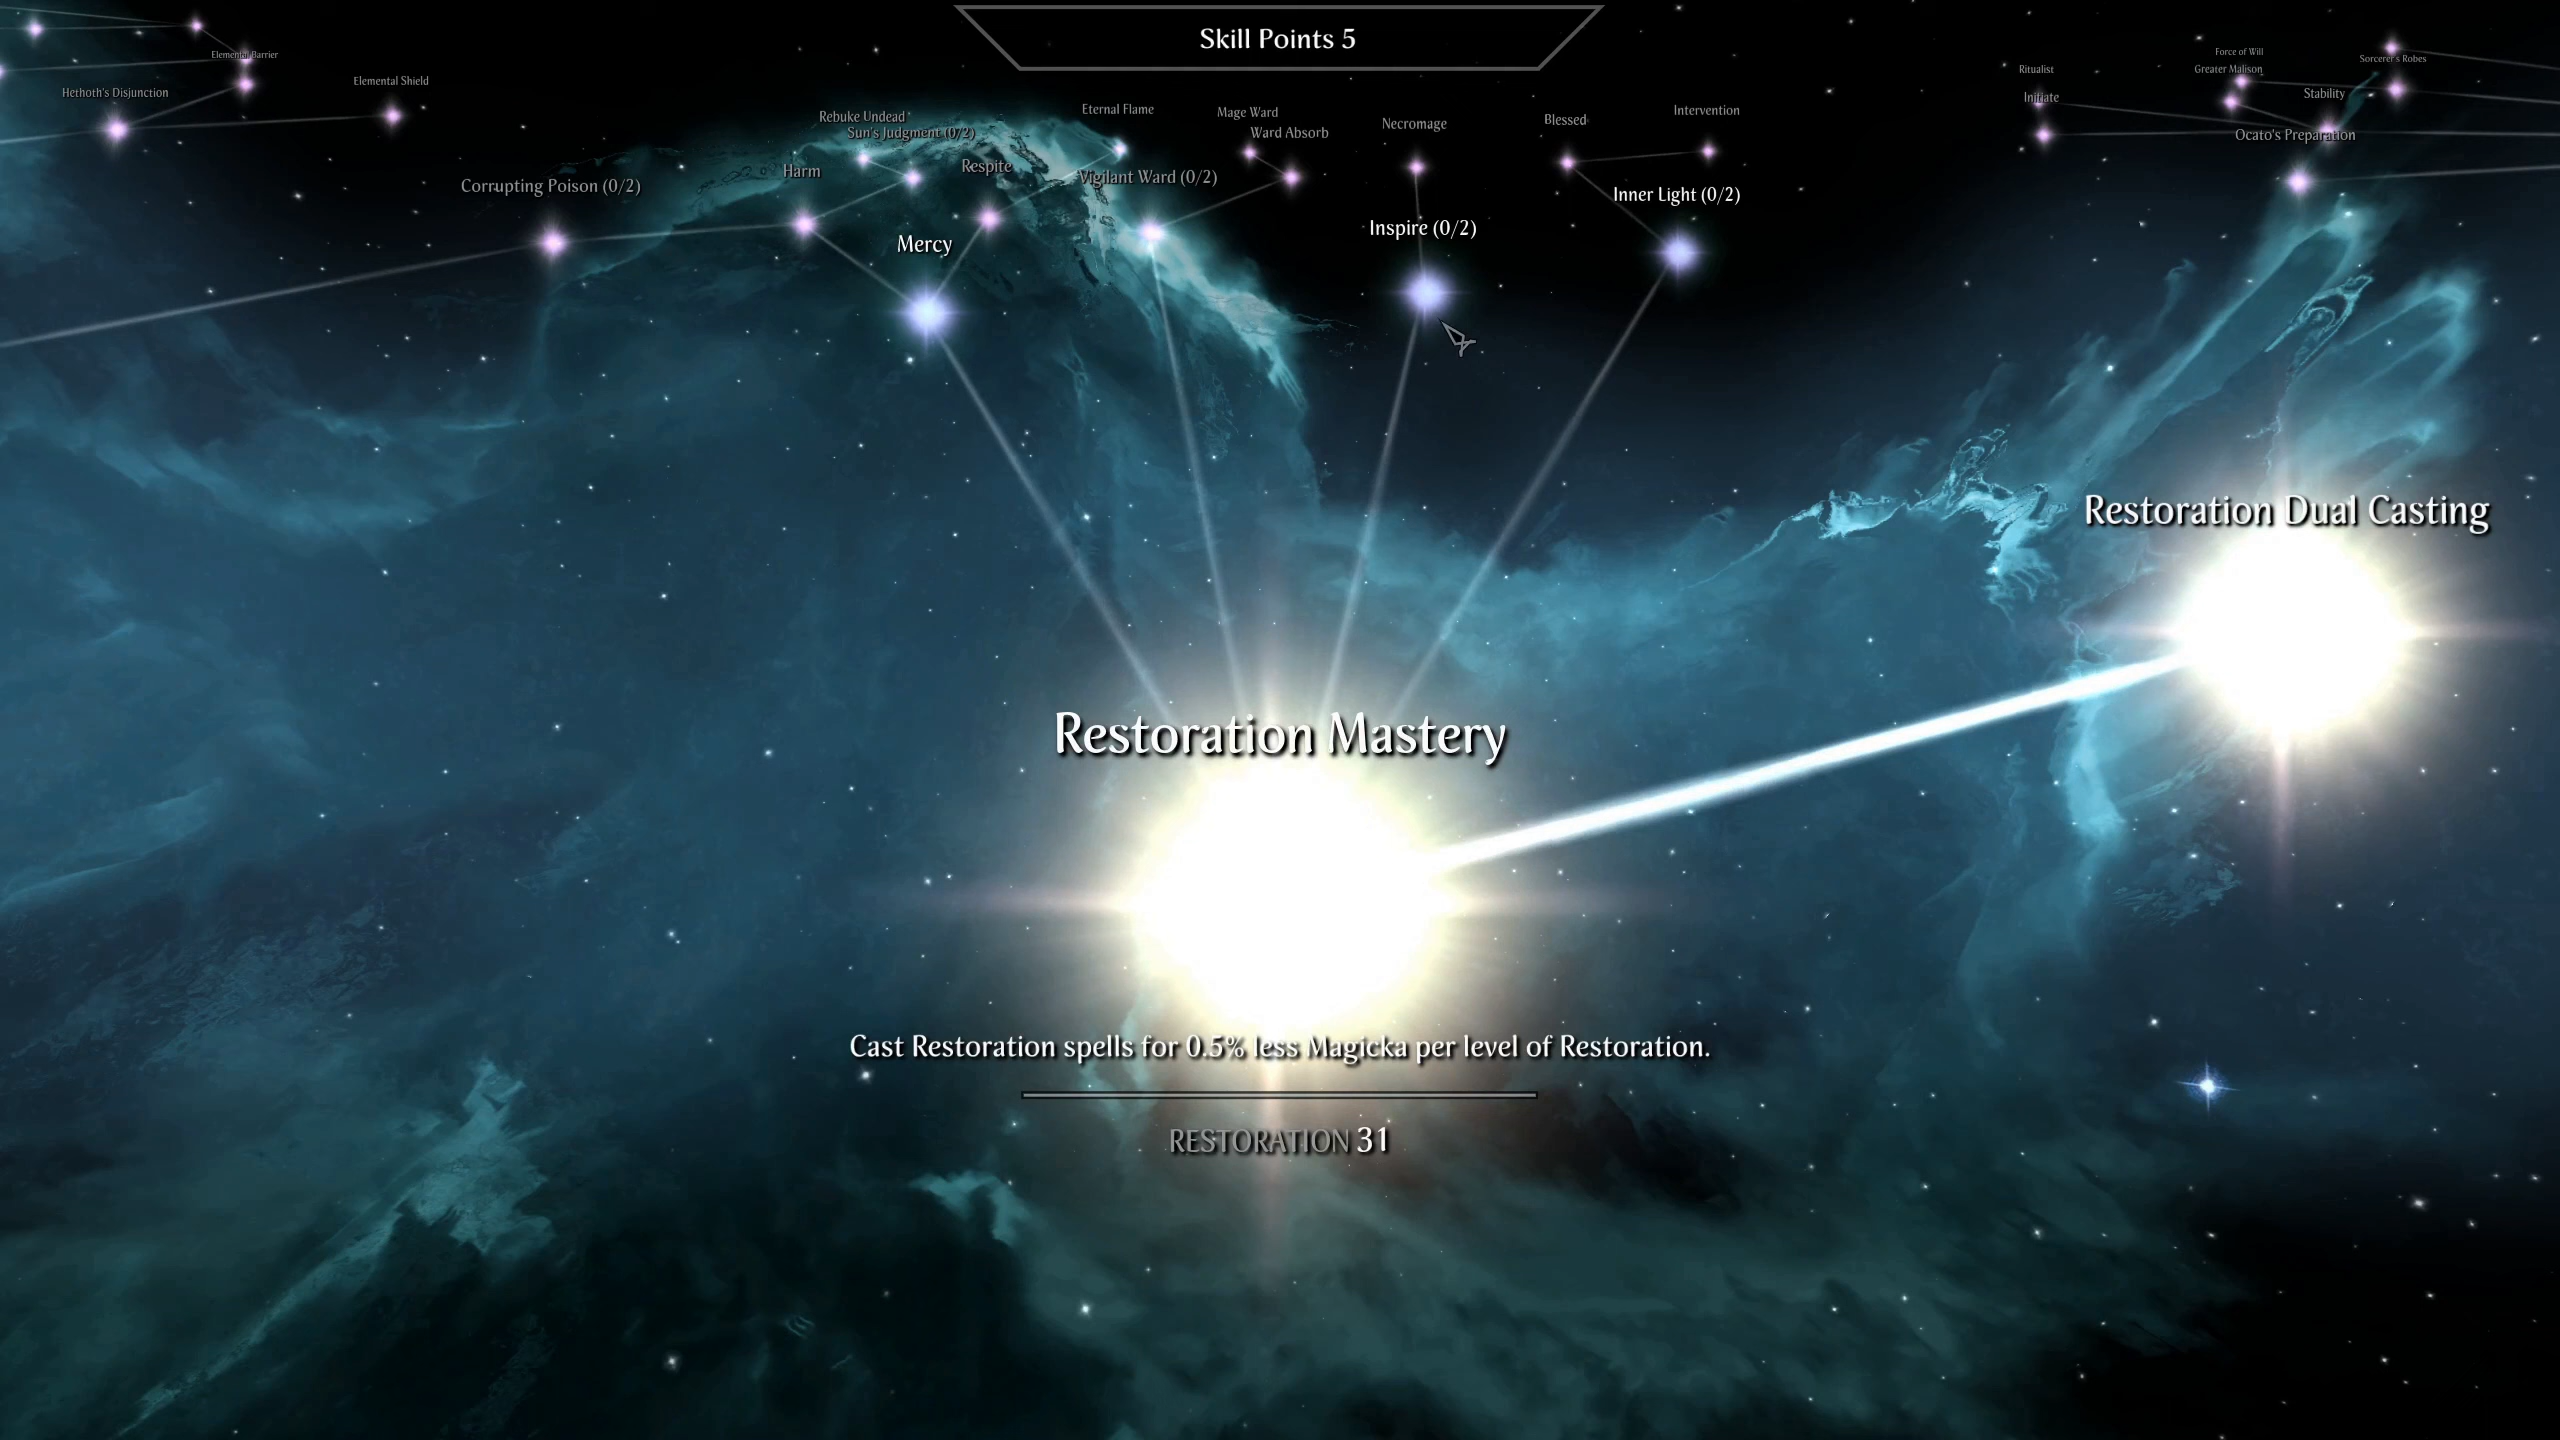 Skill Points 5
Elemental Barrier
Hethoth's Disjunction
Elemental Shield
Rebuke Undead
Sun's Judgment (0/2)
Harm
Respite
Corrupting Poison (0/2)
Mercy
Eternal Flame
Vigilant Ward (0/2)
Mage Ward
Ward Absorb
Necromage
Inspire (0/2)
Blessed
Intervention
Inner Light (0/2)
Ritualist
Initiate
Force of Will
Greater Malison
Sorcerer's Robes
Stability
Ocato's Preparation
Restoration Dual Casting
Restoration Mastery
Cast Restoration spells for 0.5% less Magicka per level of Restoration.
RESTORATION 31